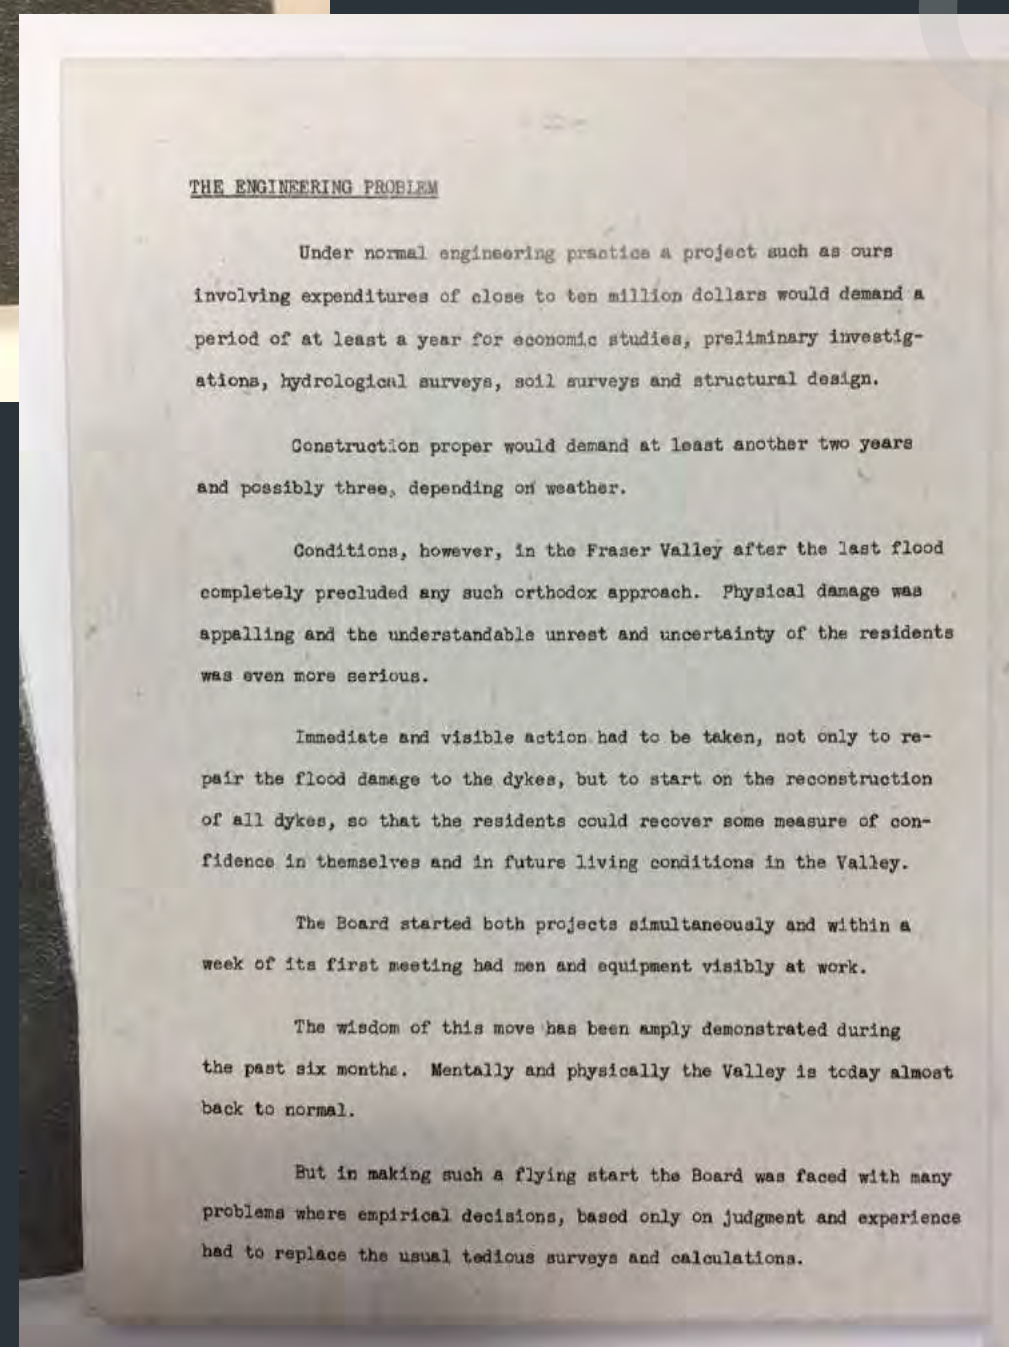 THE ENGINEERING PROBLEM
Under normal engineering practice a project such as ours
involving expenditures of close to ten million dollars would demand a
period of at least a year for economic studies, preliminary investig-
ations, hydrological surveys, soil surveys and structural design.
Construction proper would demand at least another two years
and possibly three, depending on weather.
Conditions, however, in the Fraser Valley after the last flood
completely precluded any such orthodox approach. Physical damage was
appalling and the understandable unrest and uncertainty of the residents
was even more serious.
Immediate and visible action had to be taken, not only to re-
pair the flood damage to the dykes, but to start on the reconstruction
of all dykes, so that the residents could recover some measure of con-
fidence in themselves and in future living conditions in the Valley.
The Board started both projects simultaneously and within a
week of its first meeting had men and equipment visibly at work.
The wisdom of this move has been amply demonstrated during
the past six months. Mentally and physically the Valley is today almost
back to normal.
But in making such a flying start the Board was faced with many
problems where empirical decisions, based only on judgment and experience
had to replace the usual tedious surveys and calculations.